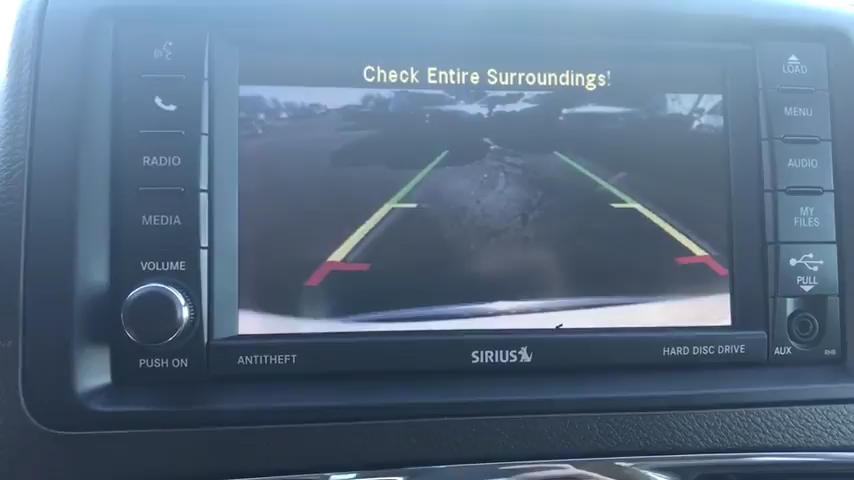 Check Entire Surroundings!
RADIO
MEDIA
VOLUME
PUSH ON
LOAD
MENU
AUDIO
MY
FILES
PULL
AUX
RHB
ANTITHEFT
SIRIUS
HARD DISC DRIVE